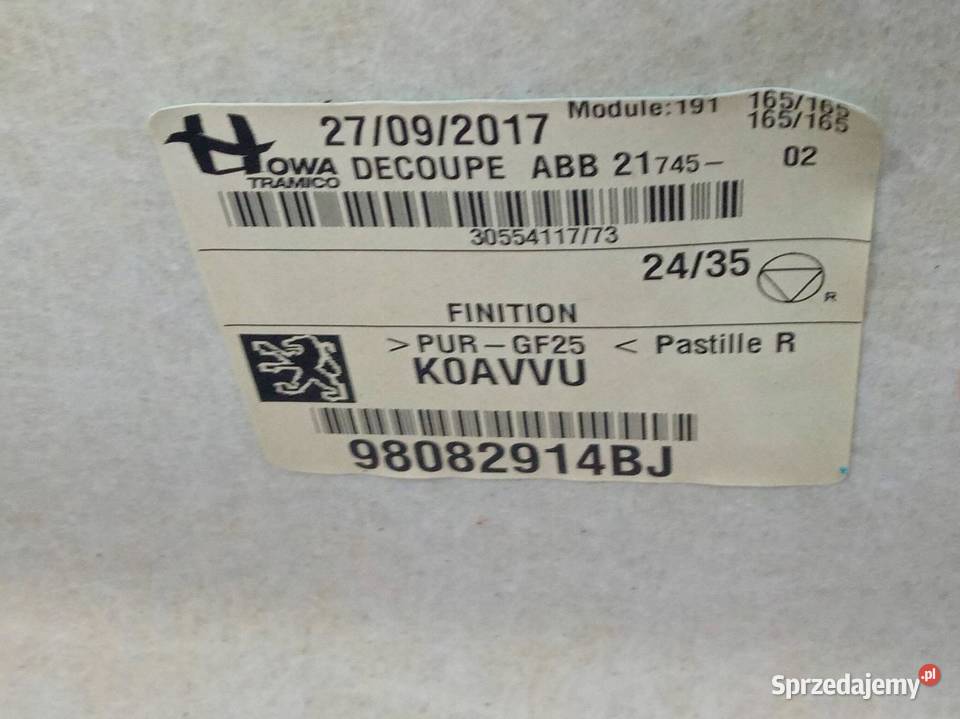 27/09/2017 Module:191 165/165
165/165
HOWA DECOUPE ABB 21745- 02
TRAMICO
30554117/73
24/35
R
FINITION
>PUR-GF25 < Pastille R
K0AVVU
98082914BJ
Sprzedajemy.pl